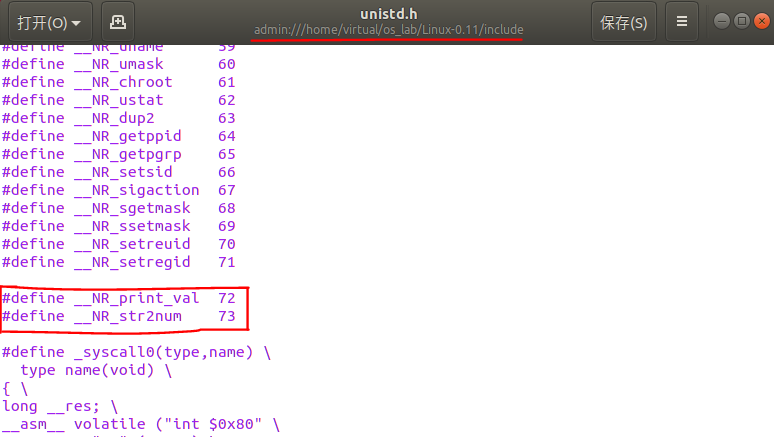 打开(O)
unistd.h
admin:///home/virtual/os_lab/Linux-0.11/include
保存(S)
#define __NR_uname 59
#define __NR_umask 60
#define __NR_chroot 61
#define __NR_ustat 62
#define __NR_dup2 63
#define __NR_getppid 64
#define __NR_getpgrp 65
#define __NR_setsid 66
#define __NR_sigaction 67
#define __NR_sgetmask 68
#define __NR_ssetmask 69
#define __NR_setreuid 70
#define __NR_setregid 71
#define __NR_print_val 72
#define __NR_str2num 73
#define _syscall0(type,name) \
type name(void) \
{ \
long __res; \
__asm__ volatile ("int $0x80" \